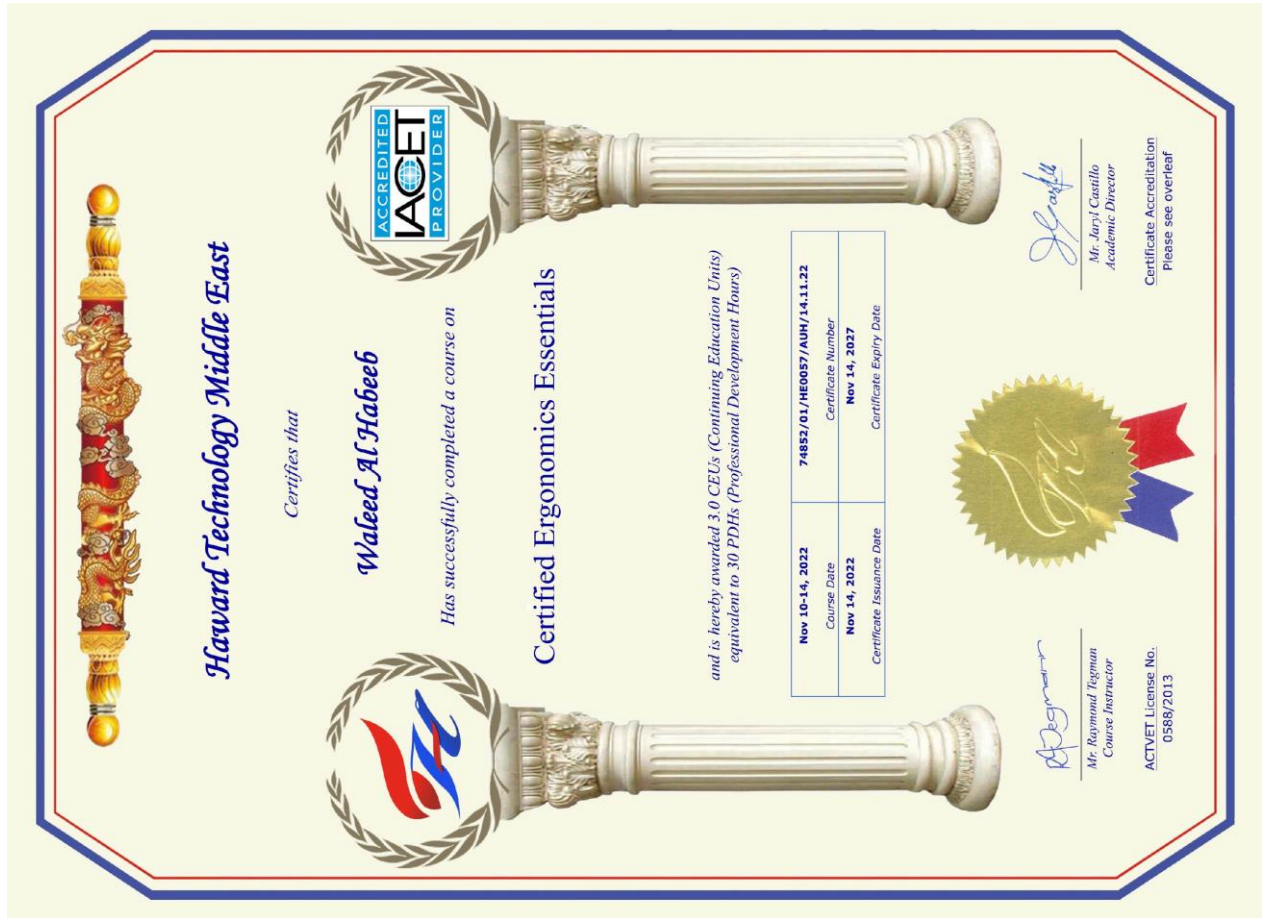 ACCREDITED
IACET
PROVIDER
Haward Technology Middle East
Certifies that
Waleed Al Habeeb
Has successfully completed a course on
Certified Ergonomics Essentials
and is hereby awarded 3.0 CEUs (Continuing Education Units)
equivalent to 30 PDHs (Professional Development Hours)
Nov 10-14, 2022
Course Date
74852/01/HE0057/AUH/14.11.22
Certificate Number
Nov 14, 2022
Certificate Issuance Date
Nov 14, 2027
Certificate Expiry Date
Mr. Raymond Tegman
Course Instructor
ACTVET License No.
0588/2013
Mr. Jaryl Castillo
Academic Director
Certificate Accreditation
Please see overleaf